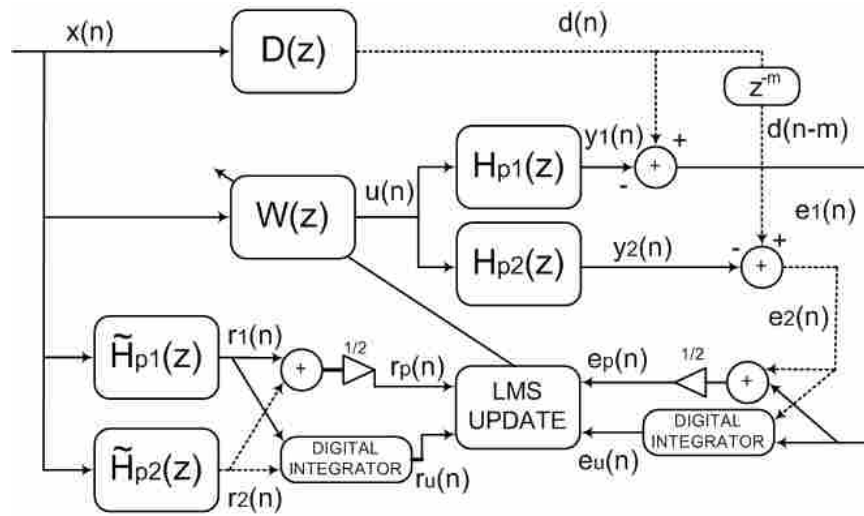 x(n)
D(z)
d(n)
z⁻ᵐ
d(n-m)
y1(n)
+
Hp1(z)
-
+
u(n)
W(z)
e1(n)
Hp2(z)
y2(n)
-
+
+
e2(n)
H̃p1(z)
r1(n)
1/2
+
rp(n)
LMS
UPDATE
ep(n)
1/2
+
H̃p2(z)
r2(n)
DIGITAL
INTEGRATOR
ru(n)
eu(n)
DIGITAL
INTEGRATOR